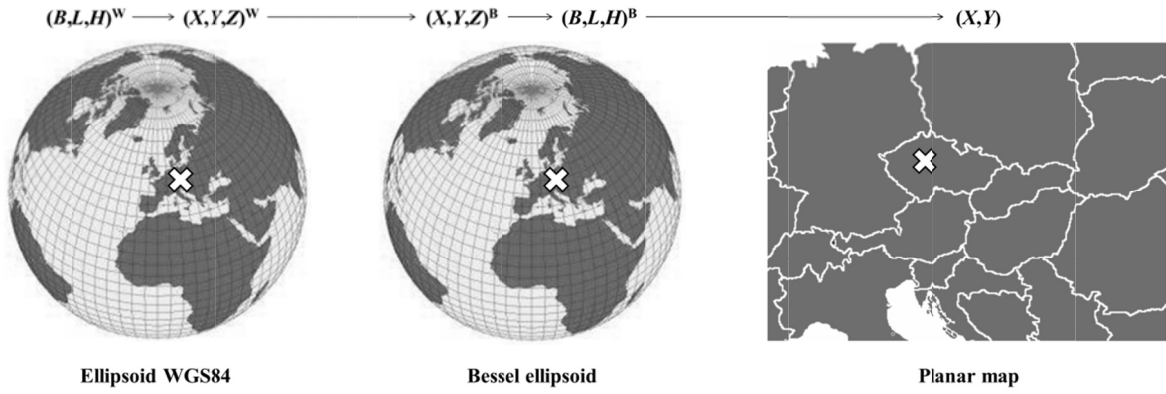 (B,L,H)ᵂ ⟶ (X,Y,Z)ᵂ ⟶ (X,Y,Z)ᴮ ⟶ (B,L,H)ᴮ ⟶ (X,Y)
Ellipsoid WGS84 Bessel ellipsoid Planar map